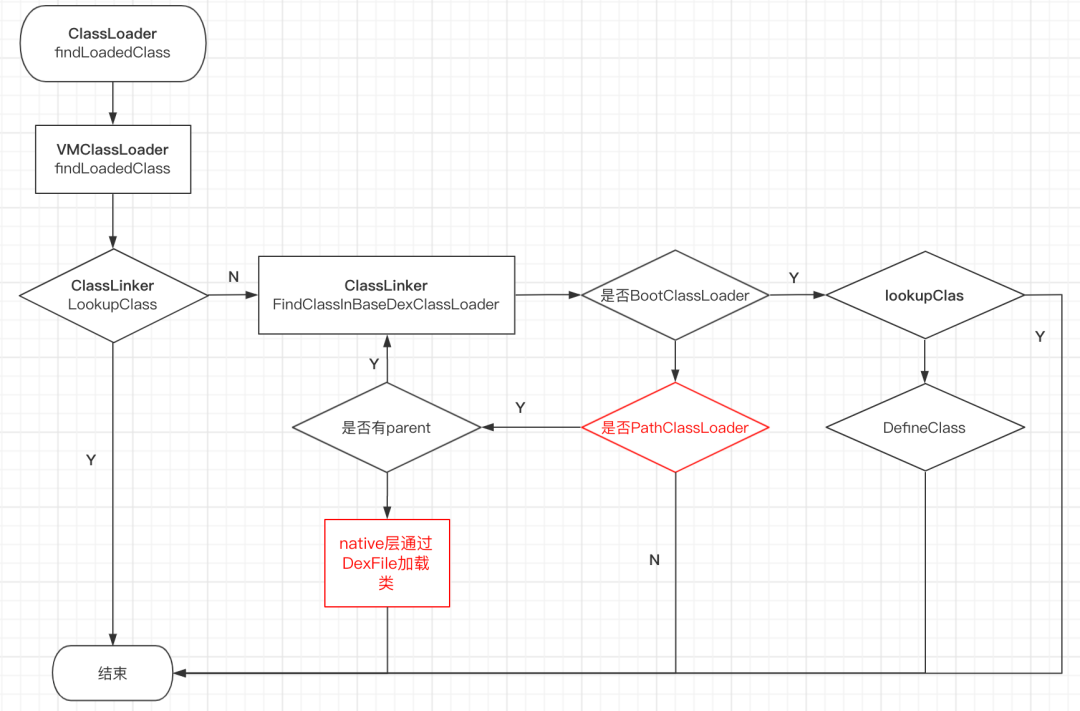 ClassLoader
findLoadedClass
VMClassLoader
findLoadedClass
ClassLinker
LookupClass
N
ClassLinker
FindClassInBaseDexClassLoader
是否BootClassLoader
Y
lookupClas
Y
Y
是否有parent
Y
是否PathClassLoader
DefineClass
Y
native层通过
DexFile加载
类
N
结束